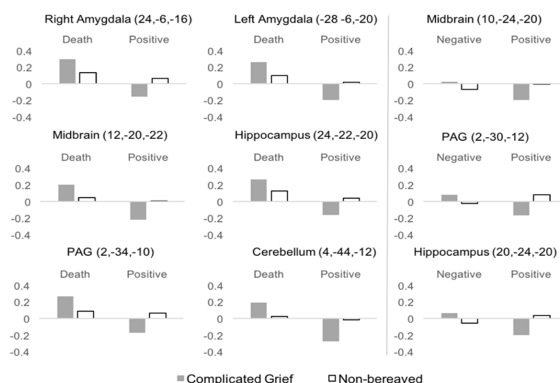 Right Amygdala (24,-6,-16)
Death Positive
0.4
0.2
0
-0.2
-0.4
Left Amygdala (-28 -6,-20)
Death Positive
0.4
0.2
0
-0.2
-0.4
Midbrain (10,-24,-20)
Negative Positive
0.4
0.2
0
-0.2
-0.4
Midbrain (12,-20,-22)
Death Positive
0.4
0.2
0
-0.2
-0.4
Hippocampus (24,-22,-20)
Death Positive
0.4
0.2
0
-0.2
-0.4
PAG (2,-30,-12)
Negative Positive
0.4
0.2
0
-0.2
-0.4
PAG (2,-34,-10)
Death Positive
0.4
0.2
0
-0.2
-0.4
Cerebellum (4,-44,-12)
Death Positive
0.4
0.2
0
-0.2
-0.4
Hippocampus (20,-24,-20)
Negative Positive
0.4
0.2
0
-0.2
-0.4
Complicated Grief Non-bereaved